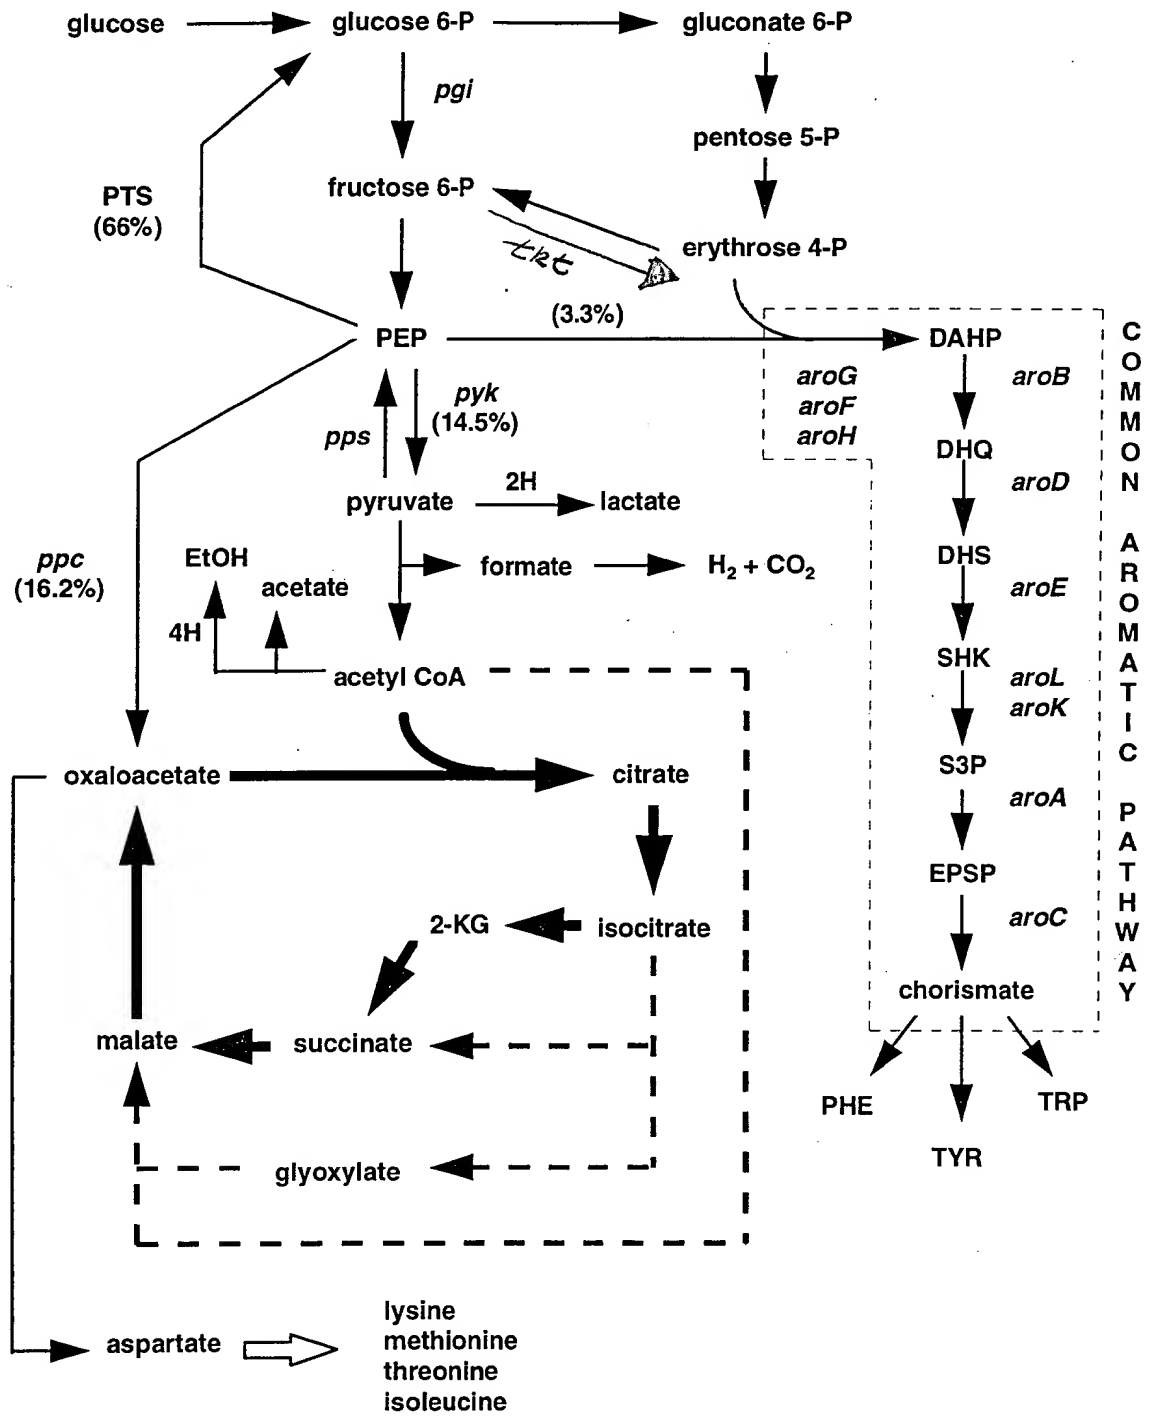 glucose
glucose 6-P
gluconate 6-P
pgi
pentose 5-P
fructose 6-P
PTS
(66%)
erythrose 4-P
tkt
(3.3%)
PEP
DAHP
COMMON AROMATIC PATHWAY
aroG
aroF
aroH
aroB
pyk
(14.5%)
pps
DHQ
aroD
pyruvate
2H
lactate
ppc
(16.2%)
EtOH
acetate
formate
H2 + CO2
DHS
aroE
4H
acetyl CoA
SHK
aroL
aroK
oxaloacetate
citrate
S3P
aroA
EPSP
2-KG
isocitrate
aroC
chorismate
malate
succinate
PHE
TRP
TYR
glyoxylate
aspartate
lysine
methionine
threonine
isoleucine